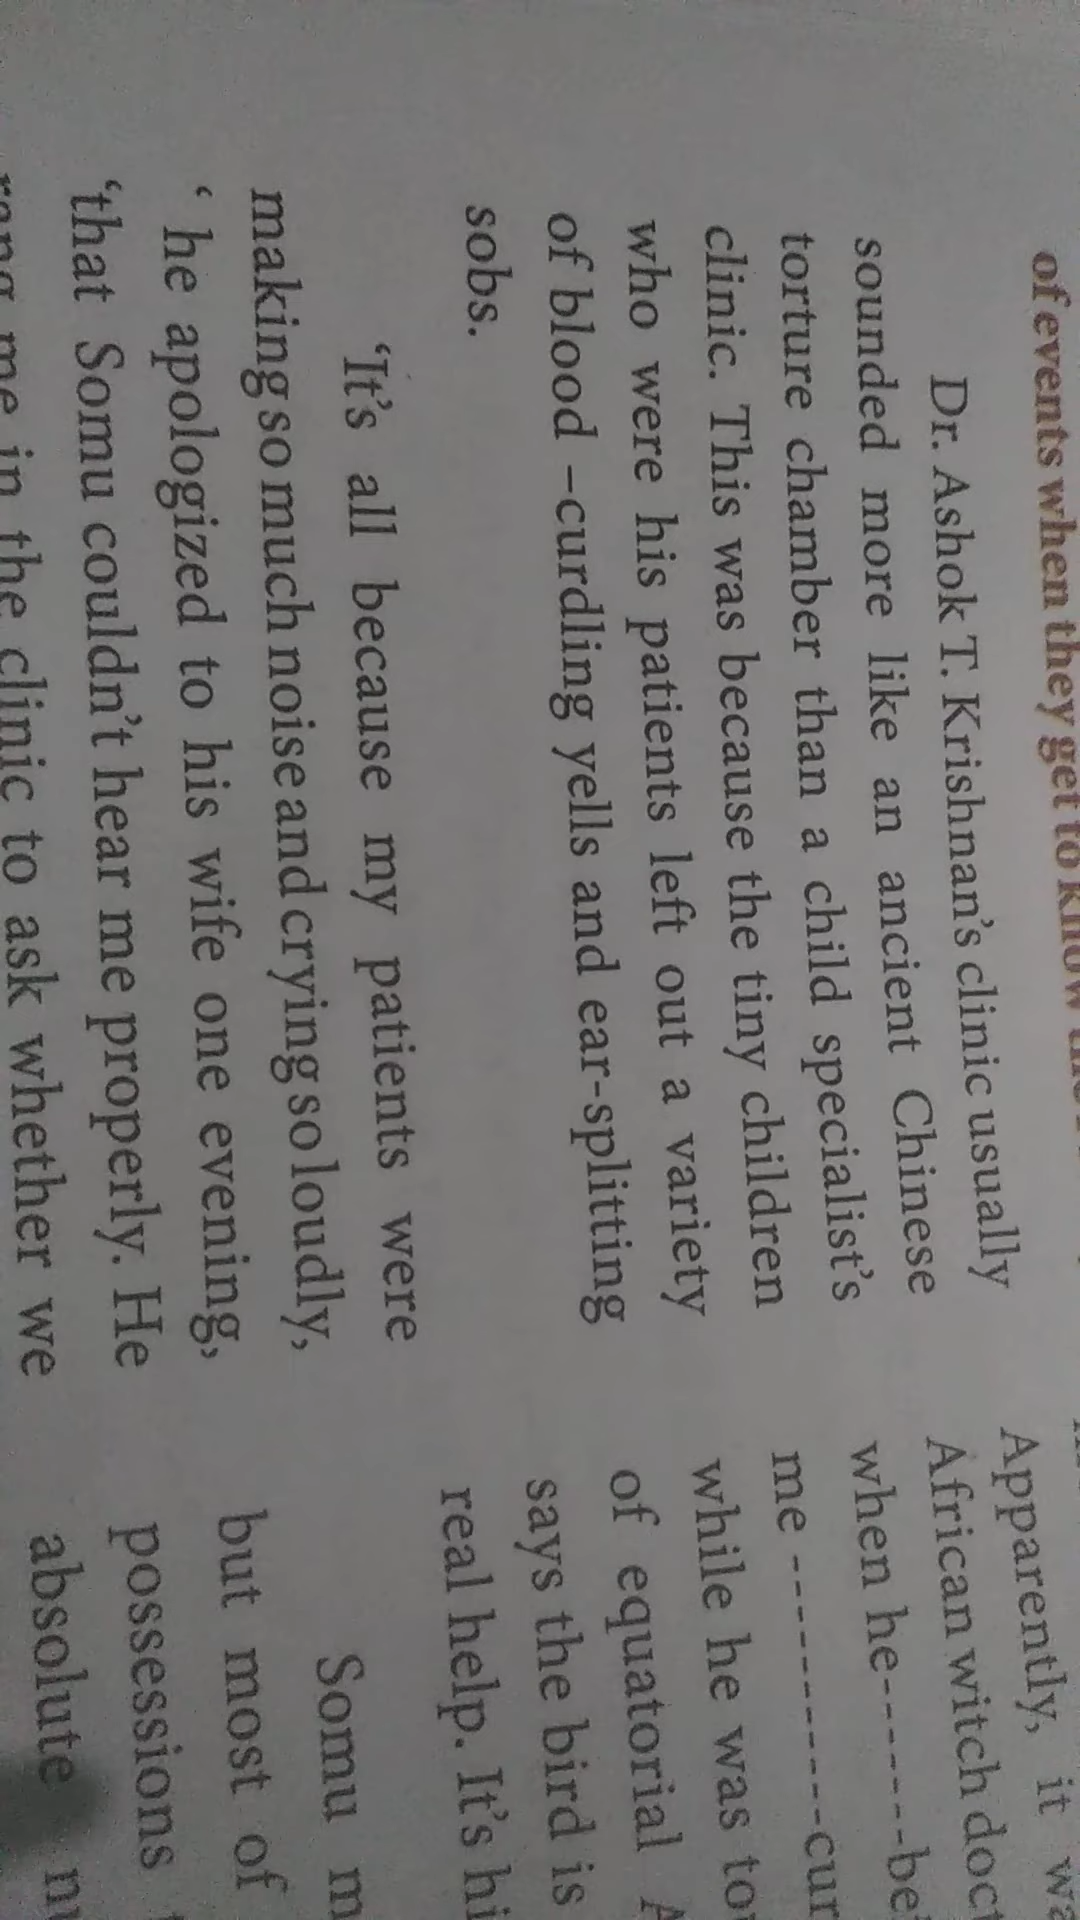 of events when they get to know
Dr. Ashok T. Krishnan's clinic usually
sounded more like an ancient Chinese
torture chamber than a child specialist's
clinic. This was because the tiny children
who were his patients left out a variety
of blood –curdling yells and ear-splitting
sobs.
'It's all because my patients were
making so much noise and crying so loudly,
' he apologized to his wife one evening,
'that Somu couldn't hear me properly. He
rang me in the clinic to ask whether we
Apparently, it
African witch
when he-------
me ----------
while he was
of equatorial
says the bird is
real help. It's
Somu
but most of
possessions
absolute